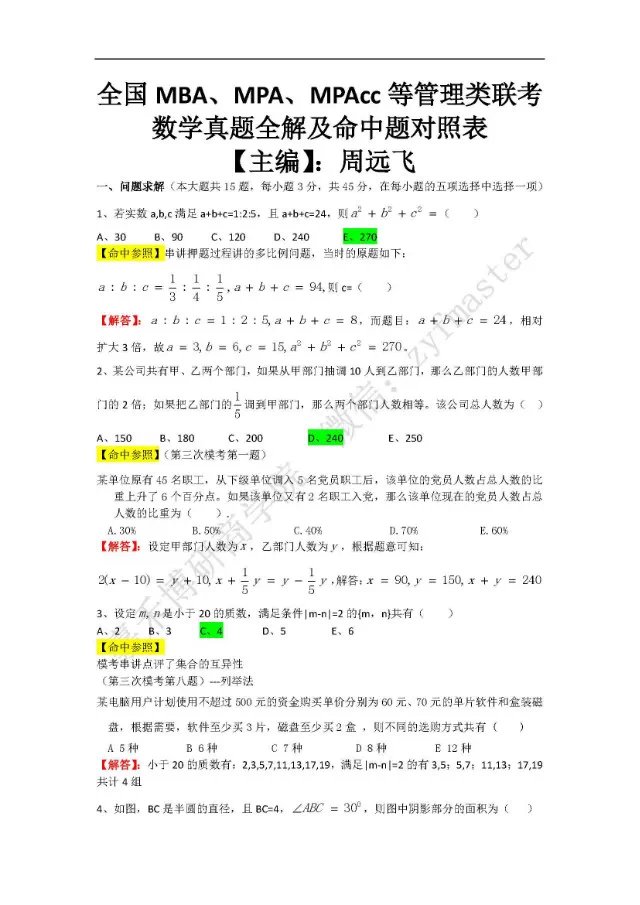 全国 MBA、MPA、MPAcc 等管理类联考
数学真题全解及命中题对照表
【主编】：周远飞
一、问题求解（本大题共 15 题，每小题 3 分，共 45 分，在每小题的五项选择中选择一项）
1、若实数 a,b,c 满足 a+b+c=1:2:5，且 a+b+c=24，则 a² + b² + c² =（ ）
A、30 B、90 C、120 D、240 E、270
【命中参照】串讲押题过程讲的多比例问题，当时的原题如下：
a : b : c = 1/3 : 1/4 : 1/5, a + b + c = 94, 则 c=（ ）
【解答】：a : b : c = 1 : 2 : 5, a + b + c = 8，而题目：a + b + c = 24，相对
扩大 3 倍，故 a = 3, b = 6, c = 15, a² + b² + c² = 270。
2、某公司共有甲、乙两个部门，如果从甲部门抽调 10 人到乙部门，那么乙部门的人数甲部
门的 2 倍；如果把乙部门的 1/5 调到甲部门，那么两个部门人数相等。该公司总人数为（ ）
A、150 B、180 C、200 D、240 E、250
【命中参照】（第三次模考第一题）
某单位原有 45 名职工，从下级单位调入 5 名党员职工后，该单位的党员人数占总人数的比
重上升了 6 个百分点。如果该单位又有 2 名职工入党，那么该单位现在的党员人数占总
人数的比重为（ ）.
A.30% B.50% C.40% D.70% E.60%
【解答】：设定甲部门人数为 x，乙部门人数为 y，根据题意可知：
2(x − 10) = y + 10, x + 1/5 y = y − 1/5 y, 解答：x = 90, y = 150, x + y = 240
3、设定 m, n 是小于 20 的质数，满足条件|m-n|=2 的{m，n}共有（ ）
A、2 B、3 C、4 D、5 E、6
【命中参照】
模考串讲点评了集合的互异性
（第三次模考第八题）---列举法
某电脑用户计划使用不超过 500 元的资金购买单价分别为 60 元、70 元的单片软件和盒装磁
盘，根据需要，软件至少买 3 片，磁盘至少买 2 盒 ，则不同的选购方式共有（ ）
A 5 种 B 6 种 C 7 种 D 8 种 E 12 种
【解答】：小于 20 的质数有：2,3,5,7,11,13,17,19，满足|m-n|=2 的有 3,5；5,7；11,13；17,19
共计 4 组
4、如图，BC 是半圆的直径，且 BC=4，∠ABC = 30⁰，则图中阴影部分的面积为（ ）